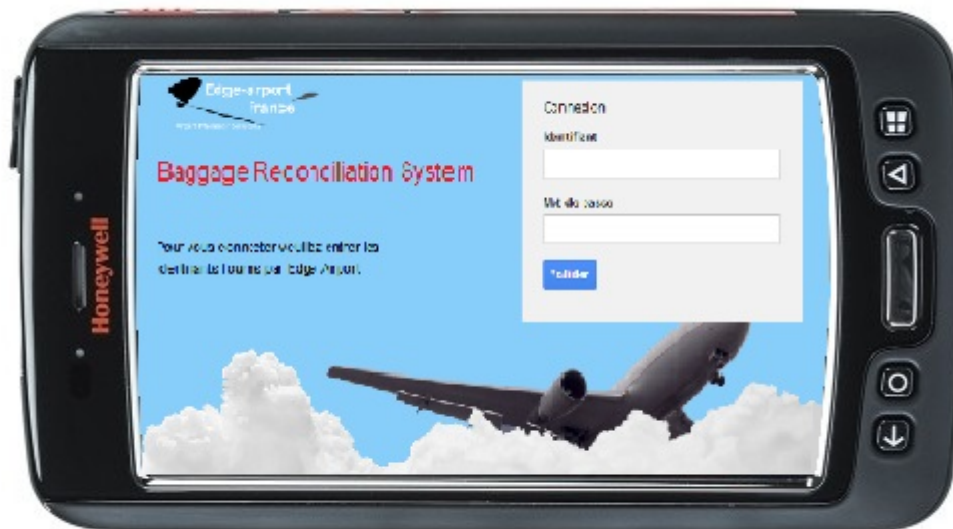 Edge-airport
France
Baggage Reconciliation System
Pour vous connecter veuillez entrer les
identifiants fournis par Edge Airport
Connexion
Identifiant
Mot de passe
Valider
Honeywell